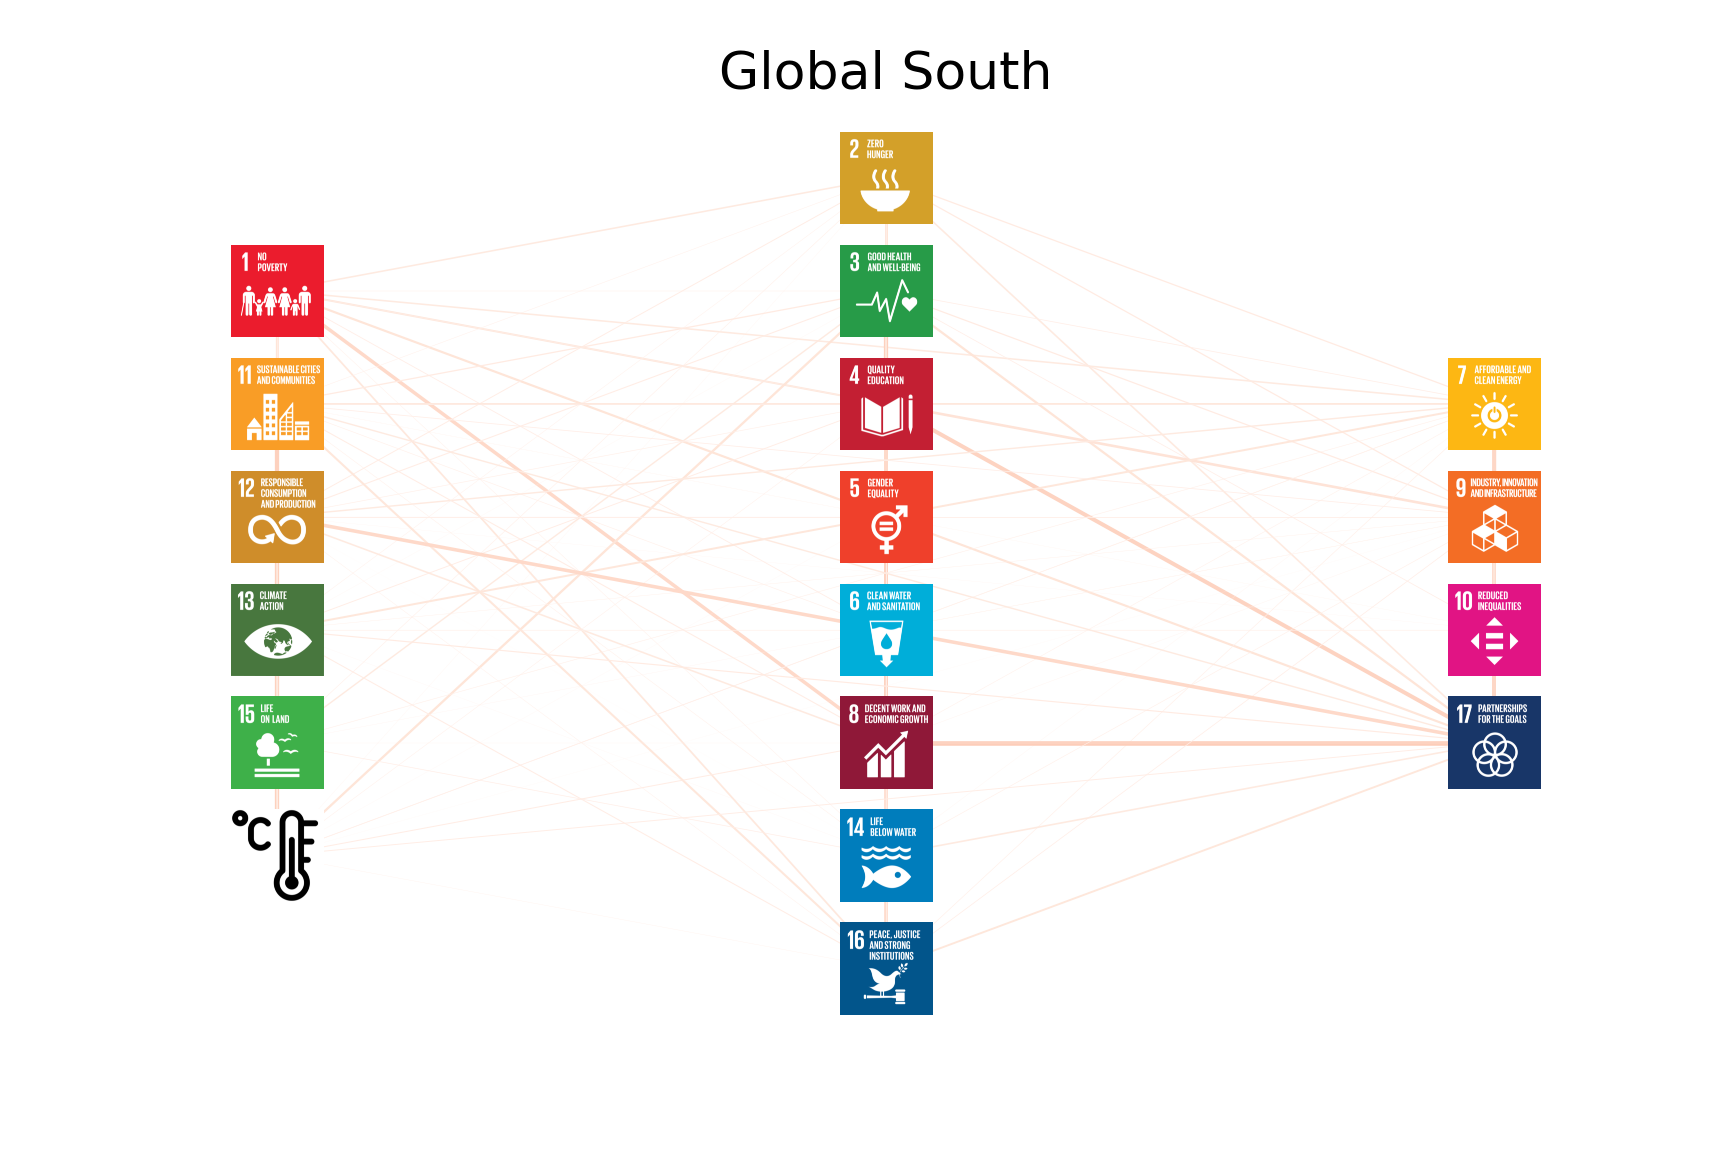 Global South
2 ZERO
HUNGER
1 NO
POVERTY
3 GOOD HEALTH
AND WELL-BEING
11 SUSTAINABLE CITIES
AND COMMUNITIES
4 QUALITY
EDUCATION
7 AFFORDABLE AND
CLEAN ENERGY
12 RESPONSIBLE
CONSUMPTION
AND PRODUCTION
5 GENDER
EQUALITY
9 INDUSTRY, INNOVATION
AND INFRASTRUCTURE
13 CLIMATE
ACTION
6 CLEAN WATER
AND SANITATION
10 REDUCED
INEQUALITIES
15 LIFE
ON LAND
8 DECENT WORK AND
ECONOMIC GROWTH
17 PARTNERSHIPS
FOR THE GOALS
°C
14 LIFE
BELOW WATER
16 PEACE, JUSTICE
AND STRONG
INSTITUTIONS